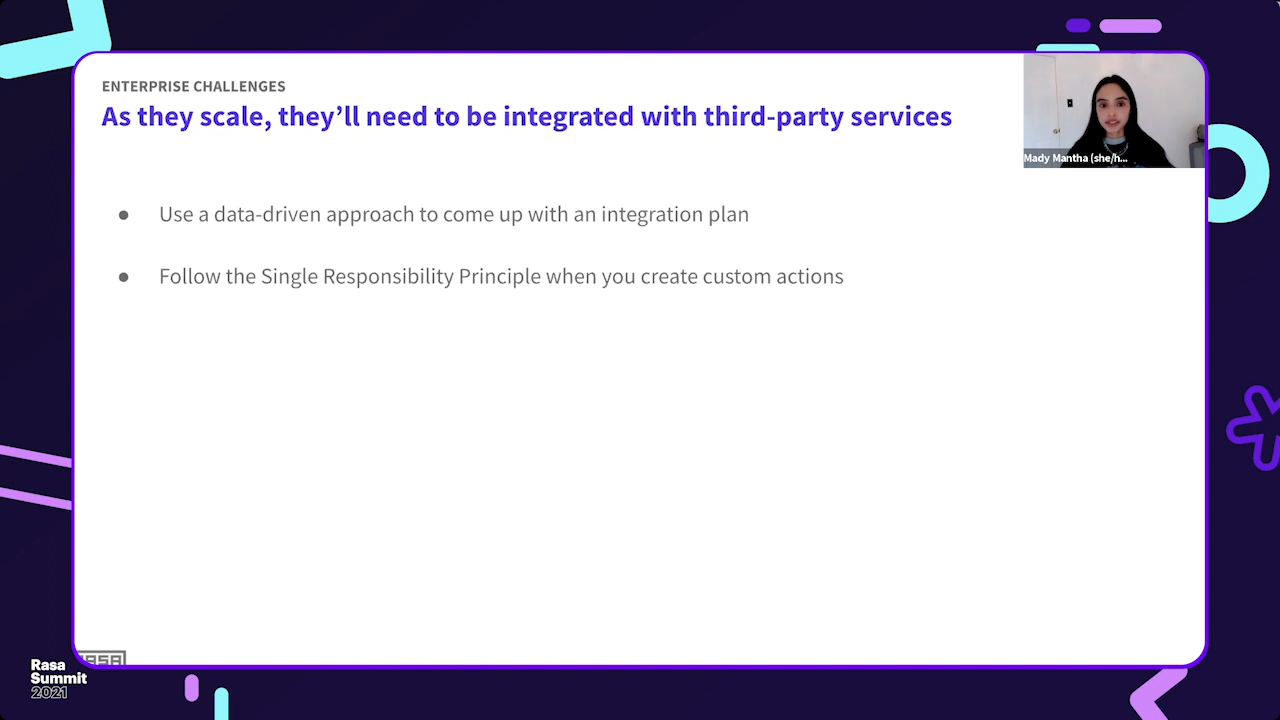 ENTERPRISE CHALLENGES
As they scale, they’ll need to be integrated with third-party services
Mady Mantha (she/h...
● Use a data-driven approach to come up with an integration plan
● Follow the Single Responsibility Principle when you create custom actions
RASA
Rasa
Summit
2021